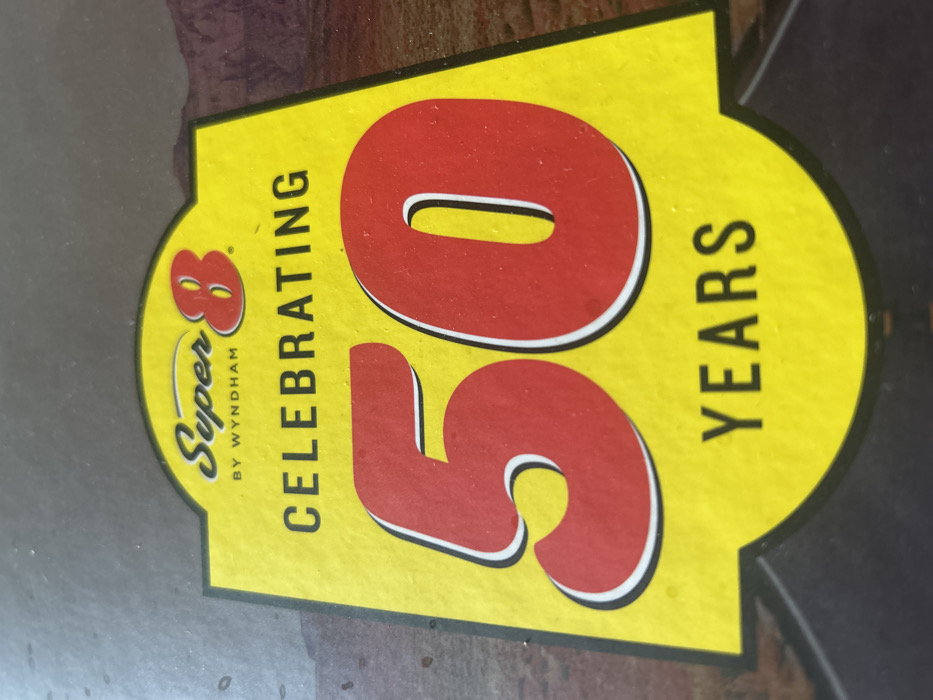 Super 8®
BY WYNDHAM
CELEBRATING
50
YEARS